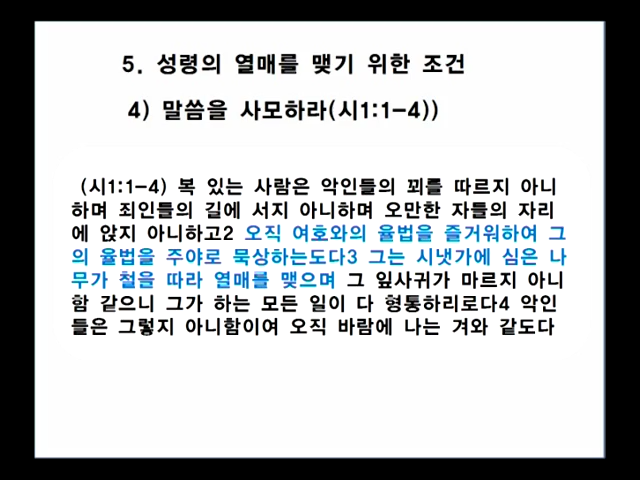 5. 성령의 열매를 맺기 위한 조건
4) 말씀을 사모하라(시1:1-4))
(시1:1-4) 복 있는 사람은 악인들의 꾀를 따르지 아니
하며 죄인들의 길에 서지 아니하며 오만한 자들의 자리
에 앉지 아니하고2 오직 여호와의 율법을 즐거워하여 그
의 율법을 주야로 묵상하는도다3 그는 시냇가에 심은 나
무가 철을 따라 열매를 맺으며 그 잎사귀가 마르지 아니
함 같으니 그가 하는 모든 일이 다 형통하리로다4 악인
들은 그렇지 아니함이여 오직 바람에 나는 겨와 같도다